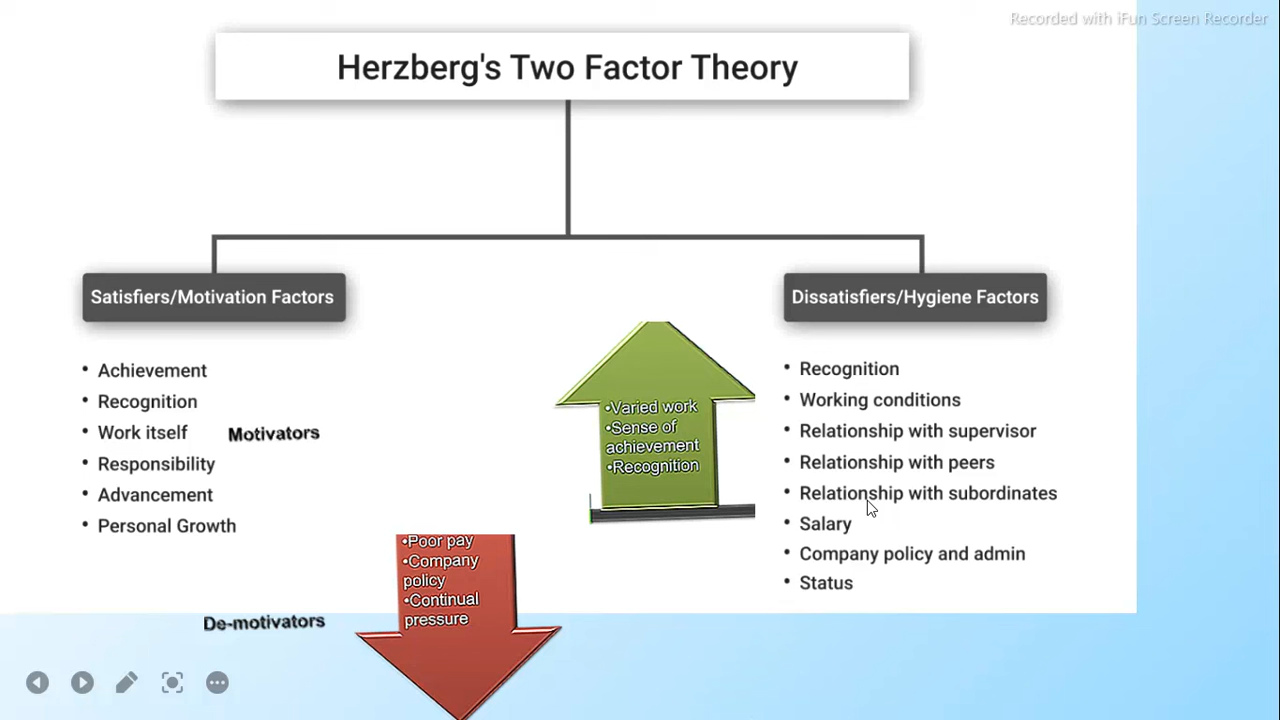 Recorded with iFun Screen Recorder
Herzberg's Two Factor Theory
Satisfiers/Motivation Factors
• Achievement
• Recognition
• Work itself
• Responsibility
• Advancement
• Personal Growth
Motivators
•Varied work
•Sense of
achievement
•Recognition
Dissatisfiers/Hygiene Factors
• Recognition
• Working conditions
• Relationship with supervisor
• Relationship with peers
• Relationship with subordinates
• Salary
• Company policy and admin
• Status
De-motivators
•Poor pay
•Company
policy
•Continual
pressure